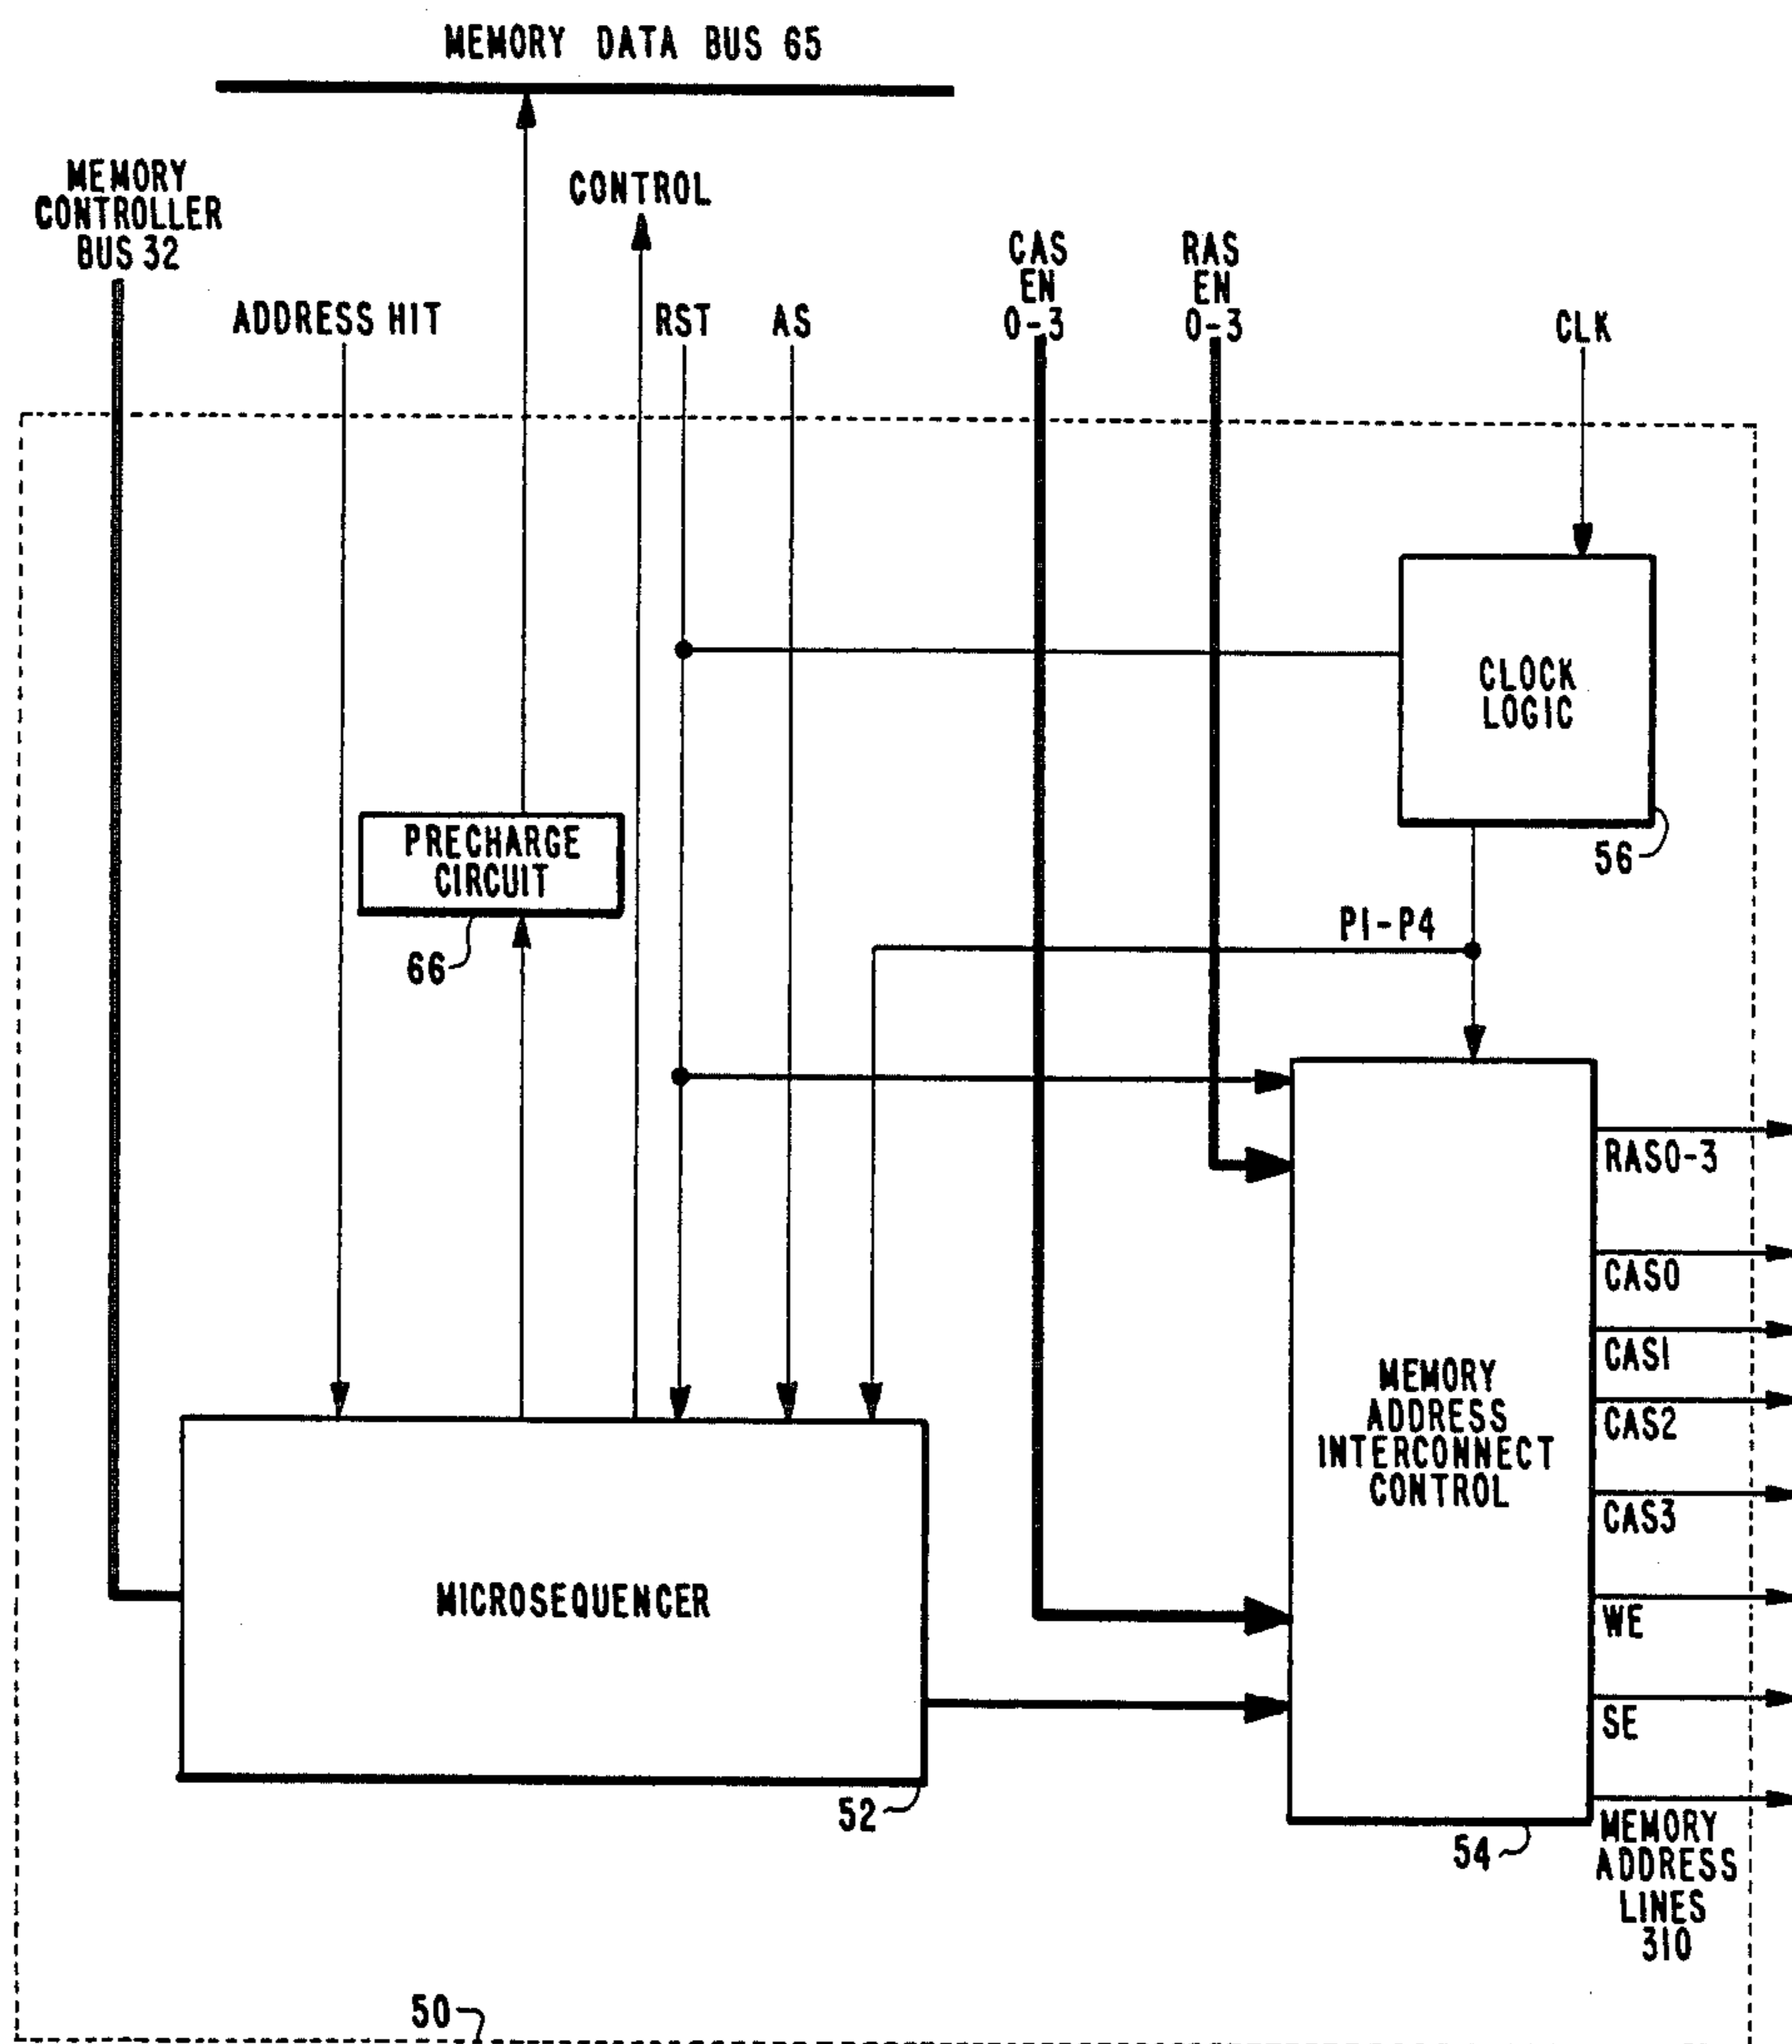 MEMORY DATA BUS 65
MEMORY
CONTROLLER
BUS 32
CONTROL
ADDRESS HIT
RST
AS
CAS
EN
0-3
RAS
EN
0-3
CLK
CLOCK
LOGIC
56
PRECHARGE
CIRCUIT
66
P1-P4
RAS0-3
CAS0
CAS1
CAS2
CAS3
WE
SE
MEMORY
ADDRESS
LINES
310
MEMORY
ADDRESS
INTERCONNECT
CONTROL
54
MICROSEQUENCER
52
50